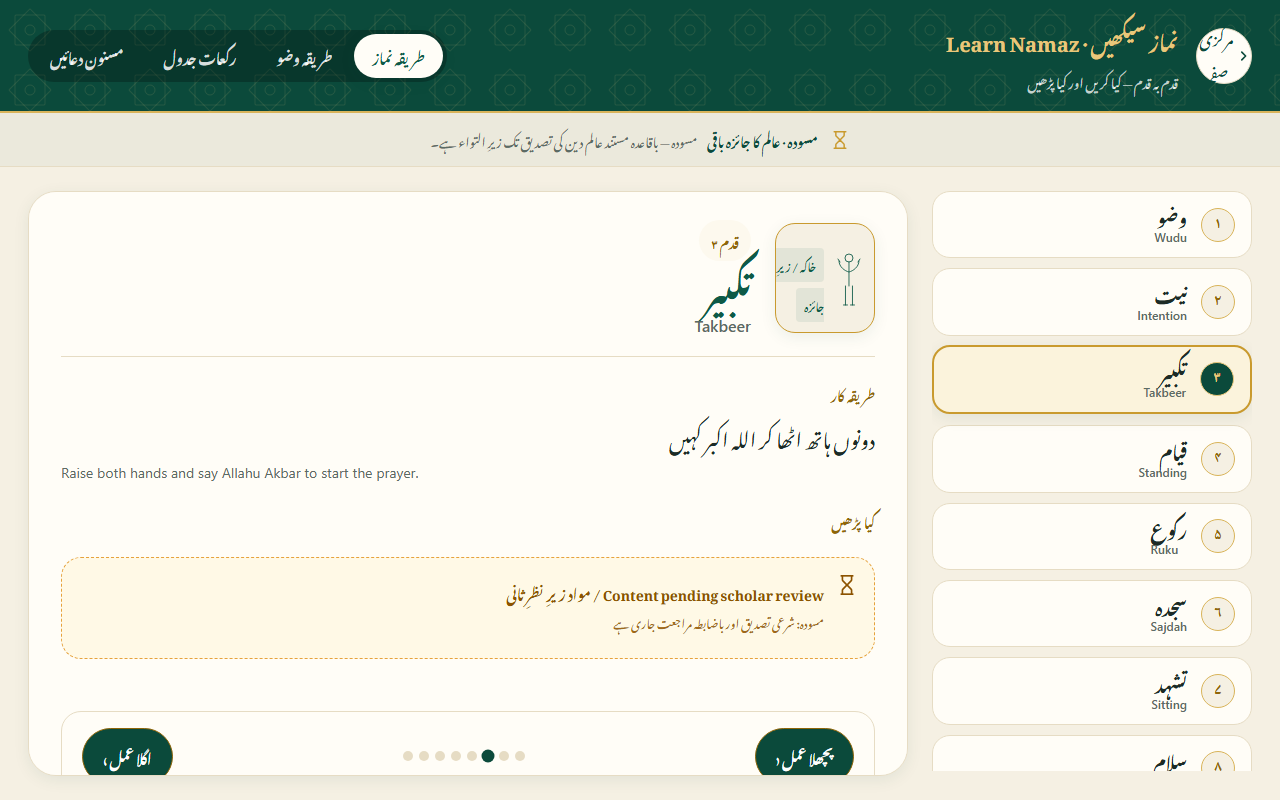 مرکزی
صفـ
نماز سیکھیں · Learn Namaz
قدم بہ قدم — کیا کریں اور کیا پڑھیں
طریقہ نماز
طریقہ وضو
رکعات جدول
مسنون دعائیں
مسودہ · عالم کا جائزہ باقی
مسودہ — باقاعدہ مستند عالم دین کی تصدیق تک زیرِ التواء ہے۔
۱
وضو
Wudu
۲
نیت
Intention
۳
تکبیر
Takbeer
۴
قیام
Standing
۵
رکوع
Ruku
۶
سجدہ
Sajdah
۷
تشہد
Sitting
۸
سلام
خاکہ / زیرِ
جائزہ
قدم ۳
تکبیر
Takbeer
طریقہ کار
دونوں ہاتھ اٹھا کر اللہ اکبر کہیں
Raise both hands and say Allahu Akbar to start the prayer.
کیا پڑھیں
Content pending scholar review / مواد زیرِ نظرِ ثانی
مسودہ: شرعی تصدیق اور باضابطہ مراجعت جاری ہے
پچھلا عمل
اگلا عمل